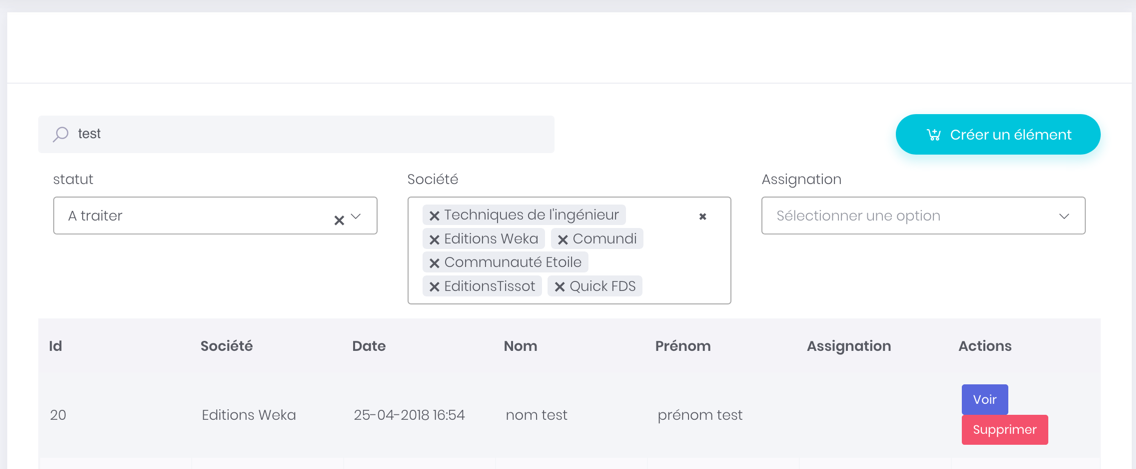 test
Créer un élément
statut
Société
Assignation
A traiter
Techniques de l'ingénieur
Editions Weka Comundi
Communauté Etoile
EditionsTissot Quick FDS
Sélectionner une option
Id Société Date Nom Prénom Assignation Actions
20 Editions Weka 25-04-2018 16:54 nom test prénom test
Voir
Supprimer